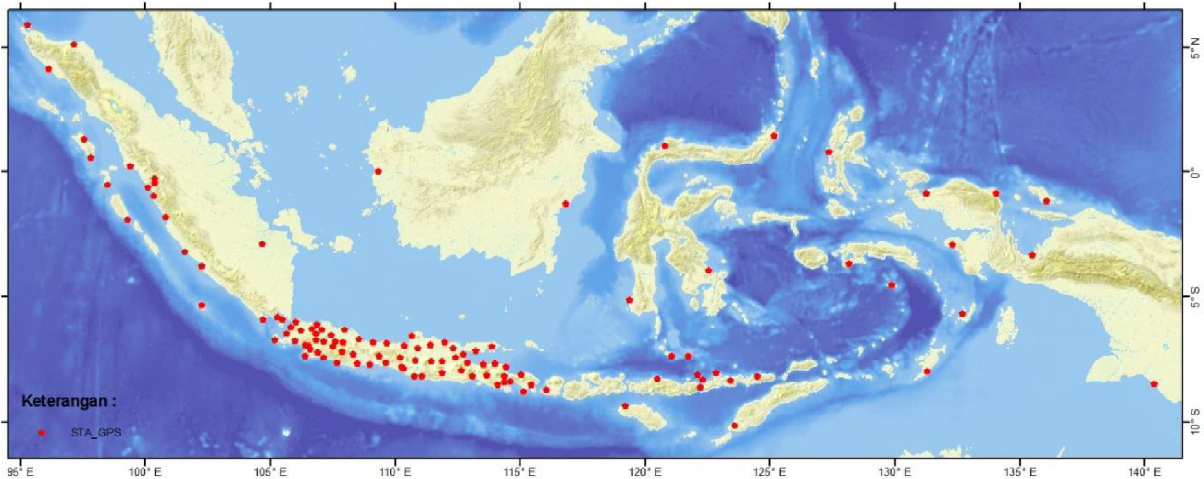 5° N
0°
5° S
10° S
Keterangan :
STA_GPS
95° E
100° E
105° E
110° E
115° E
120° E
125° E
130° E
135° E
140° E